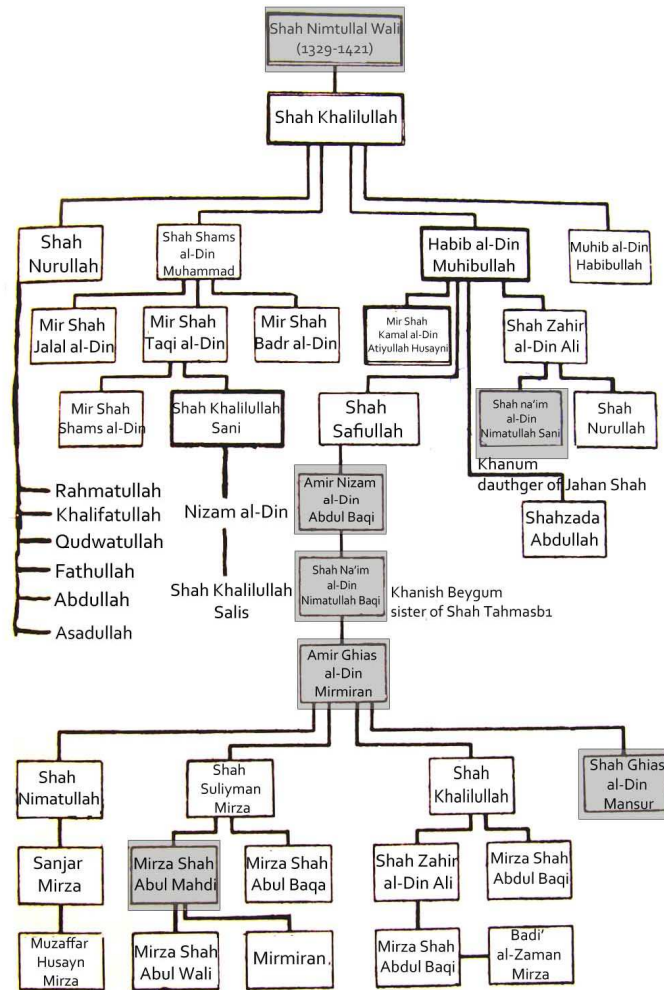 Shah Nimtullal Wali
(1329-1421)
Shah Khalilullah
Shah
Nurullah
Shah Shams
al-Din
Muhammad
Habib al-Din
Muhibullah
Muhib al-Din
Habibullah
Mir Shah
Jalal al-Din
Mir Shah
Taqi al-Din
Mir Shah
Badr al-Din
Mir Shah
Kamal al-Din
Atiyullah Husayni
Shah Zahir
al-Din Ali
Mir Shah
Shams al-Din
Shah Khalilullah
Sani
Shah
Safiullah
Shah na'im
al-Din
Nimatullah Sani
Shah
Nurullah
Khanum
dauthger of Jahan Shah
Rahmatullah
Khalifatullah
Qudwatullah
Fathullah
Abdullah
Asadullah
Nizam al-Din
Shah Khalilullah
Salis
Amir Nizam
al-Din
Abdul Baqi
Shahzada
Abdullah
Shah Na'im
al-Din
Nimatullah Baqi
Khanish Beygum
sister of Shah Tahmasb1
Amir Ghias
al-Din
Mirmiran
Shah
Nimatullah
Shah
Suliyman
Mirza
Shah
Khalilullah
Shah Ghias
al-Din
Mansur
Sanjar
Mirza
Mirza Shah
Abul Mahdi
Mirza Shah
Abul Baqa
Shah Zahir
al-Din Ali
Mirza Shah
Abdul Baqi
Muzaffar
Husayn
Mirza
Mirza Shah
Abul Wali
Mirmiran
Mirza Shah
Abdul Baqi
Badi'
al-Zaman
Mirza